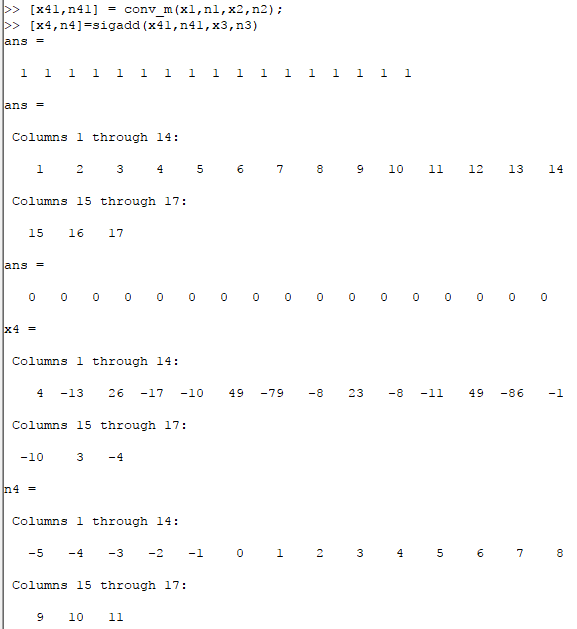 >> [x41,n41] = conv_m(x1,n1,x2,n2);
>> [x4,n4]=sigadd(x41,n41,x3,n3)
ans =
1 1 1 1 1 1 1 1 1 1 1 1 1 1 1 1 1
ans =
Columns 1 through 14:
1 2 3 4 5 6 7 8 9 10 11 12 13 14
Columns 15 through 17:
15 16 17
ans =
0 0 0 0 0 0 0 0 0 0 0 0 0 0 0 0 0
x4 =
Columns 1 through 14:
4 -13 26 -17 -10 49 -79 -8 23 -8 -11 49 -86 -1
Columns 15 through 17:
-10 3 -4
n4 =
Columns 1 through 14:
-5 -4 -3 -2 -1 0 1 2 3 4 5 6 7 8
Columns 15 through 17:
9 10 11